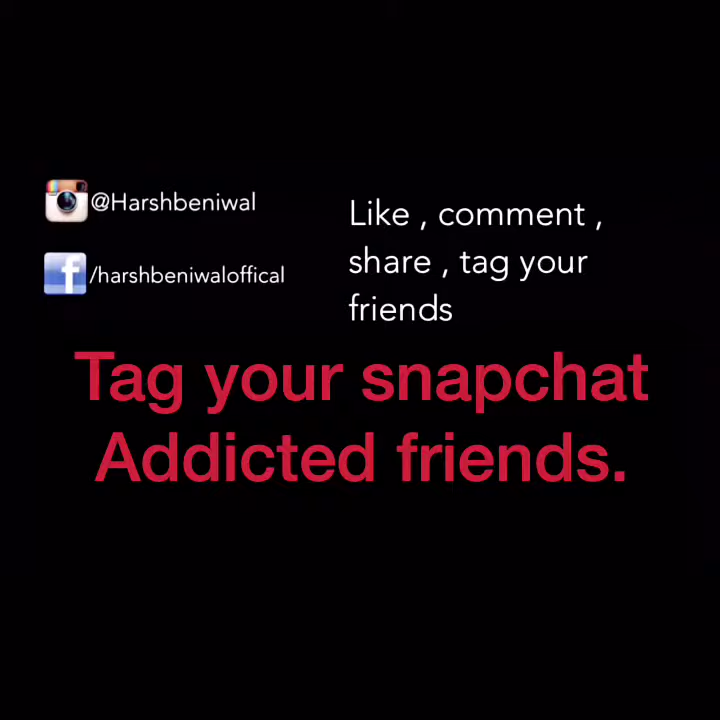 @Harshbeniwal
/harshbeniwaloffical
Like , comment ,
share , tag your
friends
Tag your snapchat
Addicted friends.